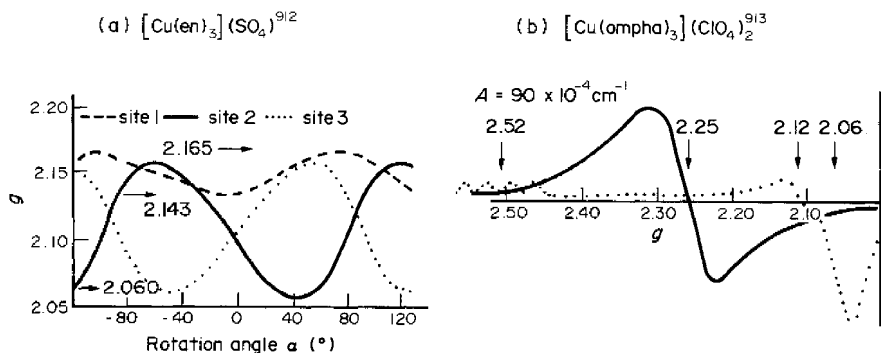 (a) [Cu(en)₃](SO₄)⁹¹²
2.20
2.15
2.10
2.05
g
site 1 site 2 site 3
2.165
2.143
2.060
-80 -40 0 40 80 120
Rotation angle α (°)
(b) [Cu(ompha)₃](ClO₄)₂⁹¹³
A = 90 x 10⁻⁴cm⁻¹
2.52 2.25 2.12 2.06
2.50 2.40 2.30 2.20 2.10
g